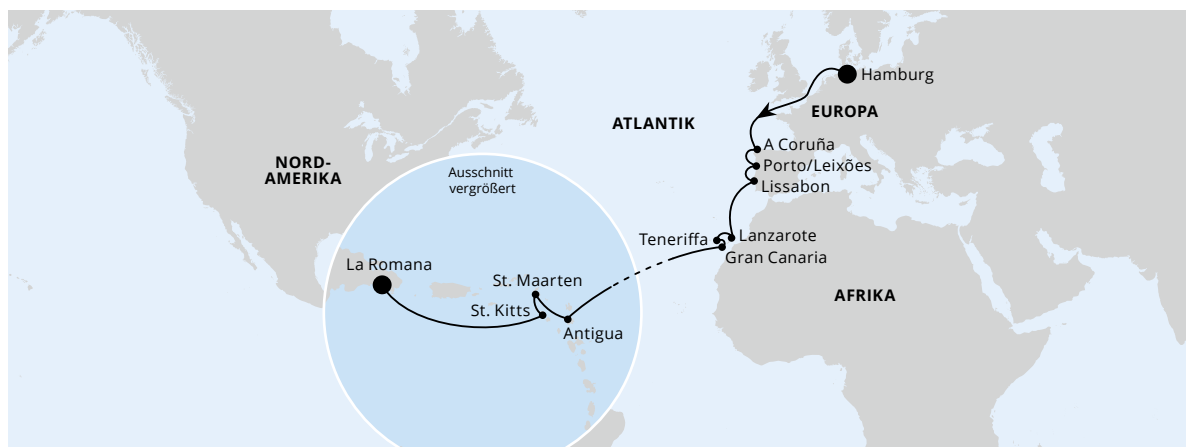 Hamburg
EUROPA
ATLANTIK
A Coruña
Porto/Leixões
Lissabon
NORD-
AMERIKA
Ausschnitt
vergrößert
Teneriffa
Lanzarote
Gran Canaria
La Romana
St. Maarten
St. Kitts
Antigua
AFRIKA